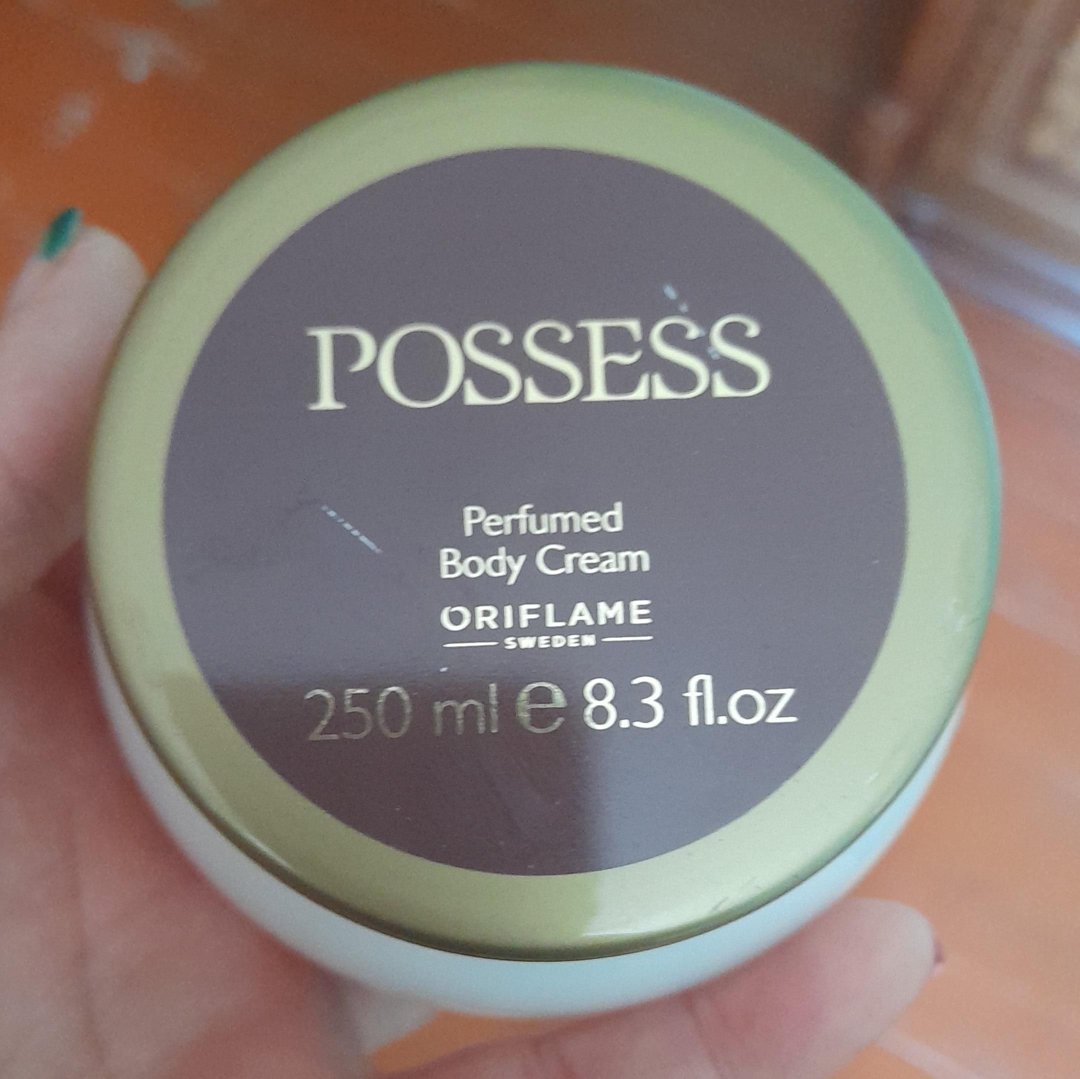 POSSESS
Perfumed
Body Cream
ORIFLAME
SWEDEN
250 ml e 8.3 fl.oz